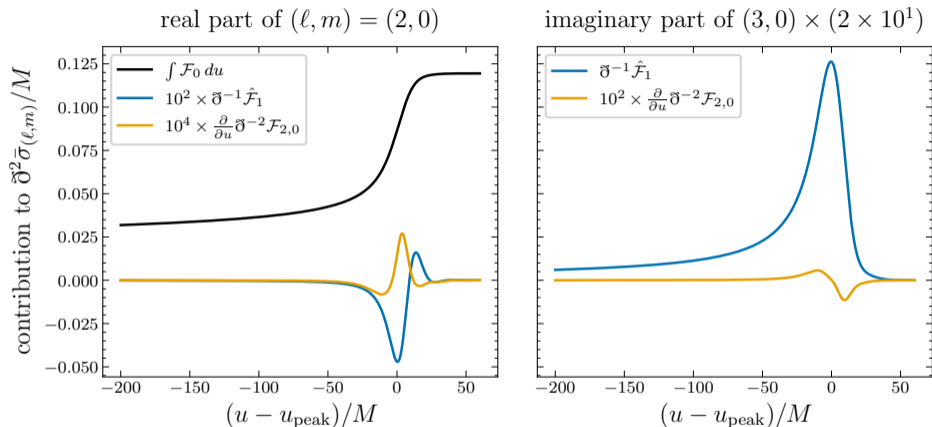 real part of (ℓ, m) = (2, 0)
imaginary part of (3, 0) × (2 × 10¹)
contribution to ð²σ̄₍ℓ,ₘ₎/M
0.125
0.100
0.075
0.050
0.025
0.000
−0.025
−0.050
∫ ℱ₀ du
10² × ð⁻¹ℱ̂₁
10⁴ × ∂/∂u ð⁻²ℱ₂,₀
ð⁻¹ℱ̂₁
10² × ∂/∂u ð⁻²ℱ₂,₀
−200 −150 −100 −50 0 50
−200 −150 −100 −50 0 50
(u − u_peak)/M
(u − u_peak)/M